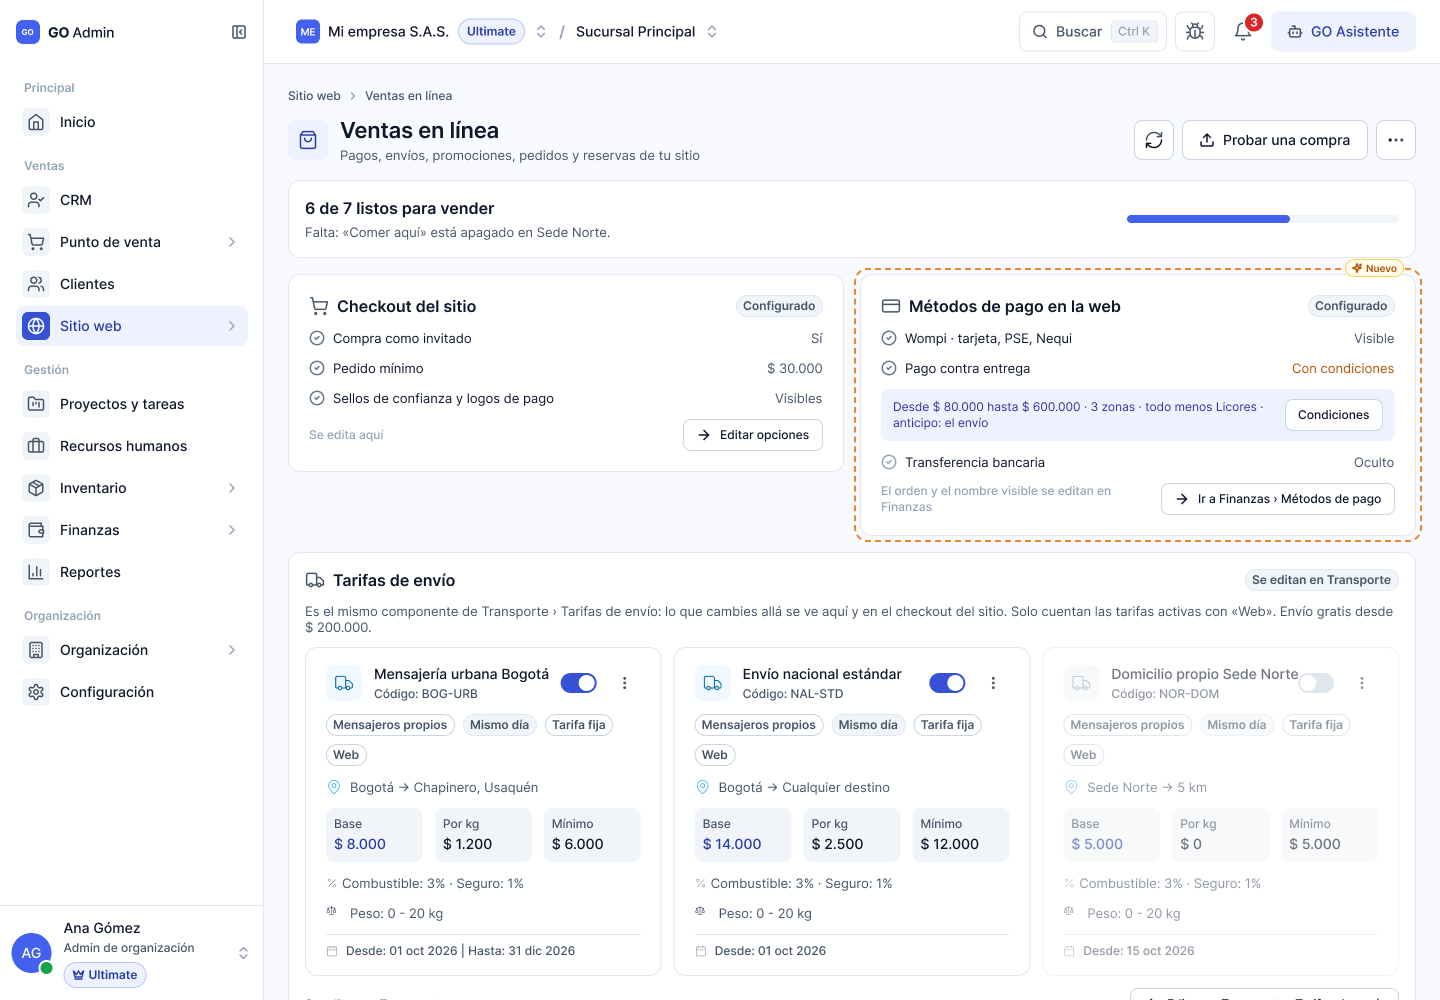 GO
GO Admin
Principal
Inicio
Ventas
CRM
Punto de venta
Clientes
Sitio web
Gestión
Proyectos y tareas
Recursos humanos
Inventario
Finanzas
Reportes
Organización
Organización
Configuración
AG
Ana Gómez
Admin de organización
Ultimate
ME
Mi empresa S.A.S.
Ultimate
/
Sucursal Principal
Buscar
Ctrl K
3
GO Asistente
Sitio web > Ventas en línea
Ventas en línea
Pagos, envíos, promociones, pedidos y reservas de tu sitio
Probar una compra
6 de 7 listos para vender
Falta: «Comer aquí» está apagado en Sede Norte.
Checkout del sitio
Configurado
Compra como invitado
Sí
Pedido mínimo
$ 30.000
Sellos de confianza y logos de pago
Visibles
Se edita aquí
Editar opciones
Nuevo
Métodos de pago en la web
Configurado
Wompi · tarjeta, PSE, Nequi
Visible
Pago contra entrega
Con condiciones
Desde $ 80.000 hasta $ 600.000 · 3 zonas · todo menos Licores ·
anticipo: el envío
Condiciones
Transferencia bancaria
Oculto
El orden y el nombre visible se editan en
Finanzas
Ir a Finanzas › Métodos de pago
Tarifas de envío
Se editan en Transporte
Es el mismo componente de Transporte › Tarifas de envío: lo que cambies allá se ve aquí y en el checkout del sitio. Solo cuentan las tarifas activas con «Web». Envío gratis desde
$ 200.000.
Mensajería urbana Bogotá
Código: BOG-URB
Mensajeros propios
Mismo día
Tarifa fija
Web
Bogotá → Chapinero, Usaquén
Base
$ 8.000
Por kg
$ 1.200
Mínimo
$ 6.000
Combustible: 3% · Seguro: 1%
Peso: 0 - 20 kg
Desde: 01 oct 2026 | Hasta: 31 dic 2026
Envío nacional estándar
Código: NAL-STD
Mensajeros propios
Mismo día
Tarifa fija
Web
Bogotá → Cualquier destino
Base
$ 14.000
Por kg
$ 2.500
Mínimo
$ 12.000
Combustible: 3% · Seguro: 1%
Peso: 0 - 20 kg
Desde: 01 oct 2026
Domicilio propio Sede Norte
Código: NOR-DOM
Mensajeros propios
Mismo día
Tarifa fija
Web
Sede Norte → 5 km
Base
$ 5.000
Por kg
$ 0
Mínimo
$ 5.000
Combustible: 3% · Seguro: 1%
Peso: 0 - 20 kg
Desde: 15 oct 2026